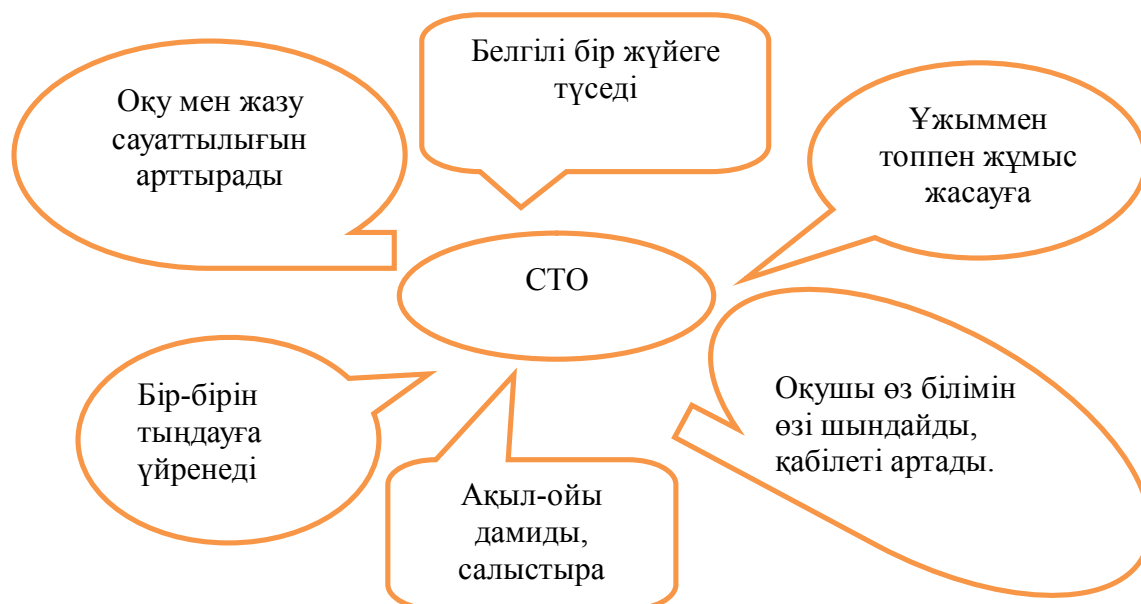 Белгілі бір жүйеге
түседі
Оқу мен жазу
сауаттылығын
арттырады
Ұжыммен
топпен жұмыс
жасауға
СТО
Бір-бірін
тыңдауға
үйренеді
Оқушы өз білімін
өзі шындайды,
қабілеті артады.
Ақыл-ойы
дамиды,
салыстыра